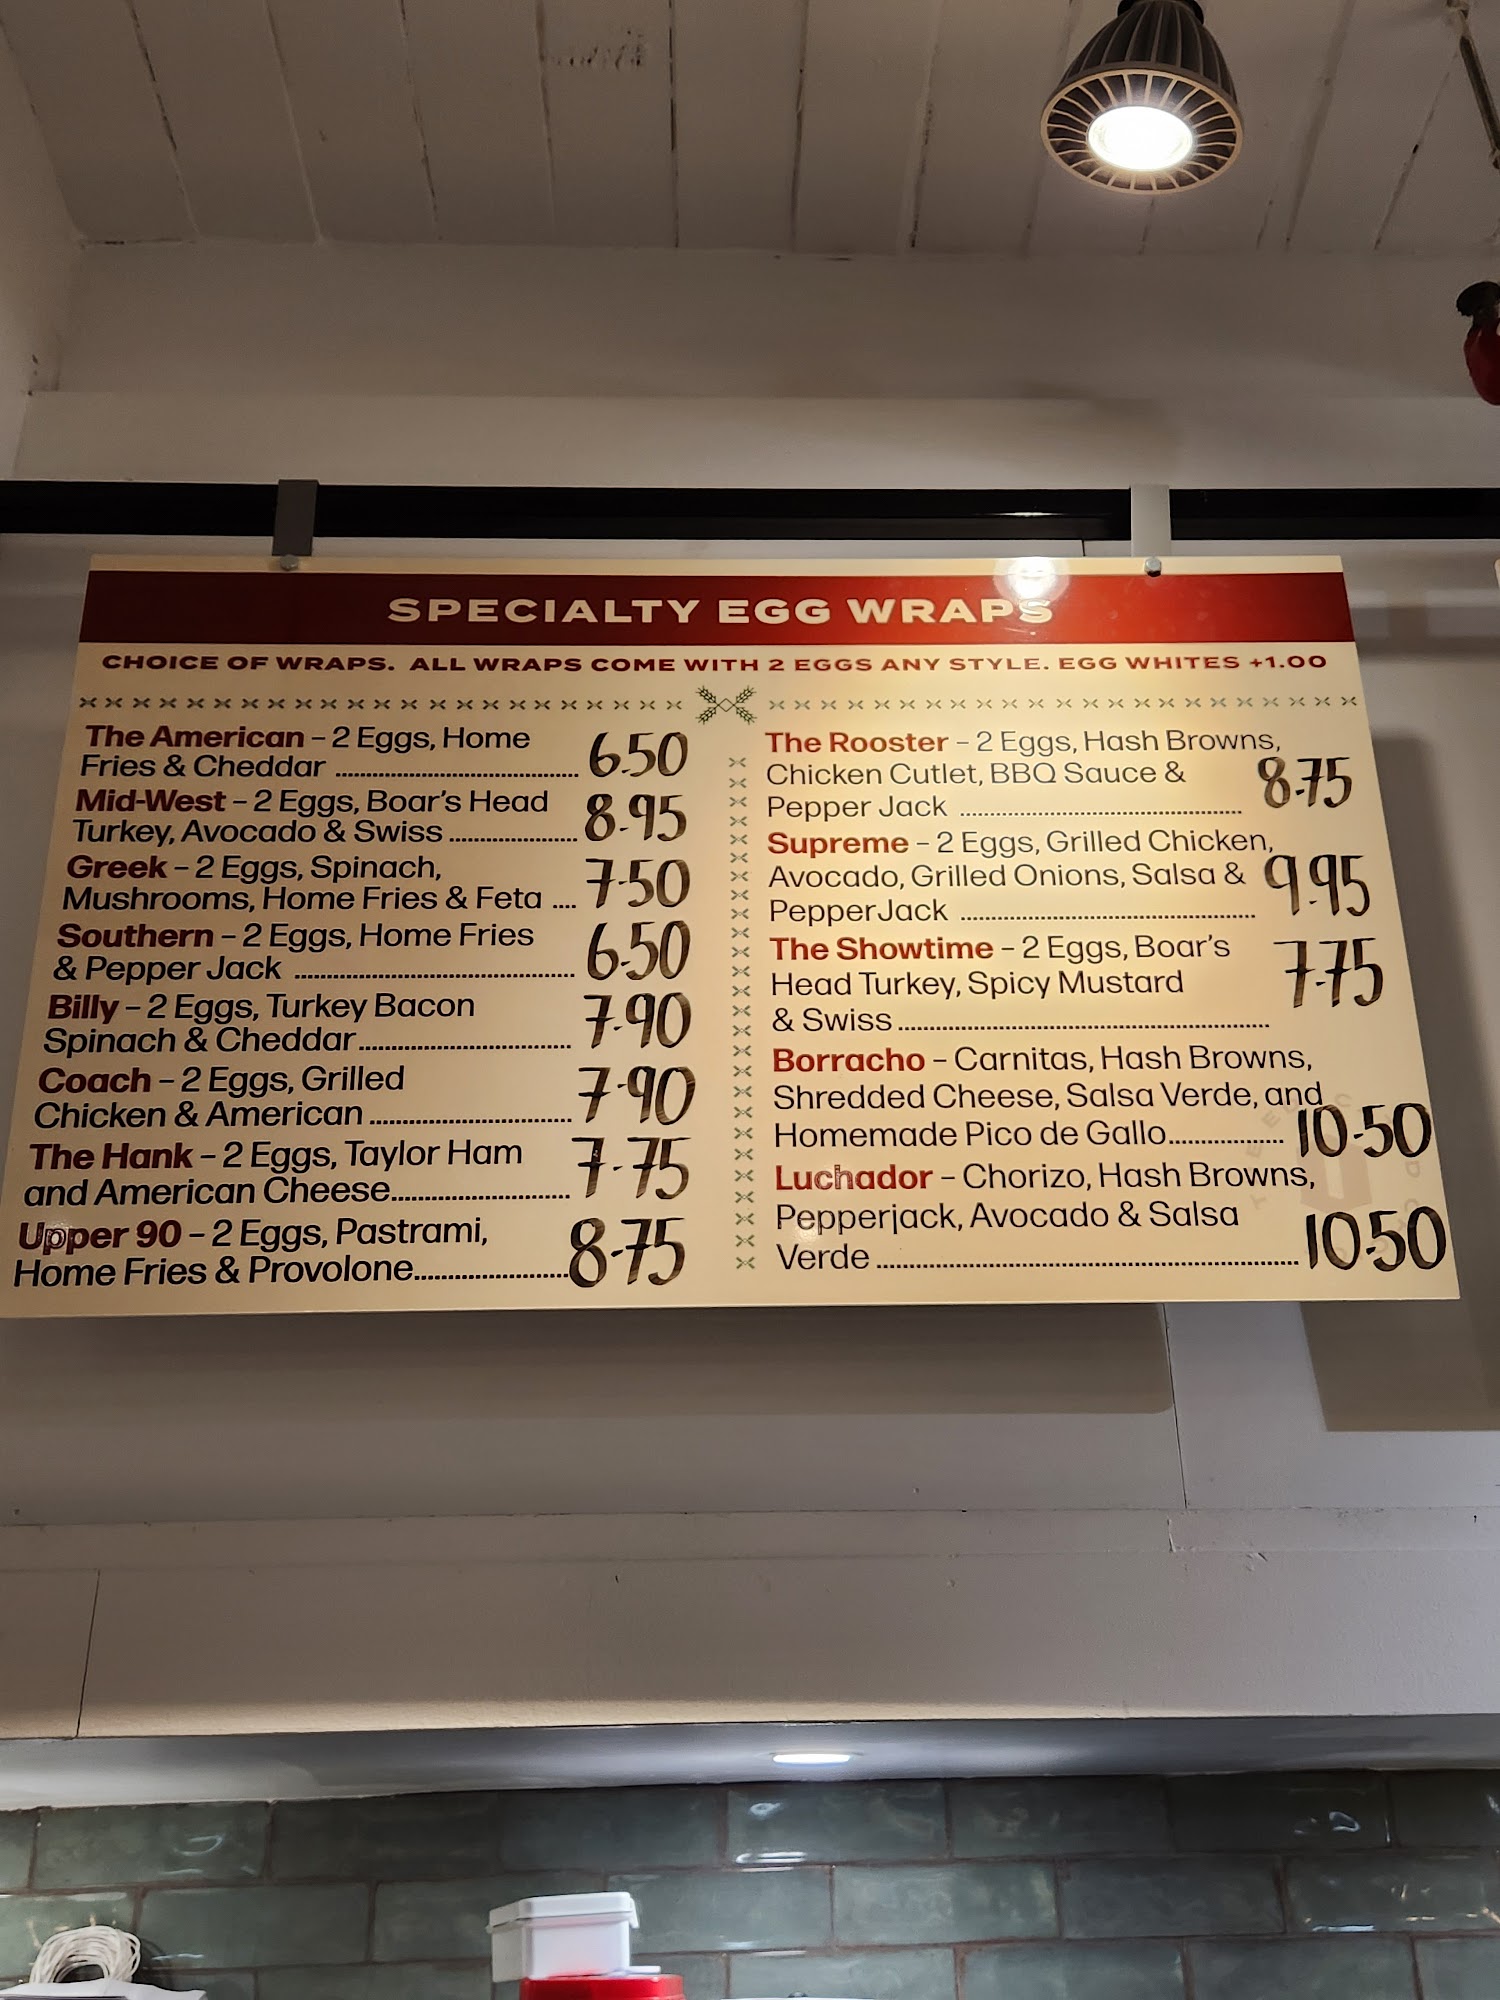 SPECIALTY EGG WRAPS
CHOICE OF WRAPS. ALL WRAPS COME WITH 2 EGGS ANY STYLE. EGG WHITES +1.00
The American – 2 Eggs, Home
Fries & Cheddar ........................ 6.50
Mid-West – 2 Eggs, Boar's Head
Turkey, Avocado & Swiss ............. 8-95
Greek – 2 Eggs, Spinach,
Mushrooms, Home Fries & Feta .... 7-50
Southern – 2 Eggs, Home Fries
& Pepper Jack ........................ 6-50
Billy – 2 Eggs, Turkey Bacon
Spinach & Cheddar........................ 7-90
Coach – 2 Eggs, Grilled
Chicken & American ........................ 7-90
The Hank – 2 Eggs, Taylor Ham
and American Cheese..................... 7-75
Upper 90 – 2 Eggs, Pastrami,
Home Fries & Provolone.................. 8-75
The Rooster – 2 Eggs, Hash Browns,
Chicken Cutlet, BBQ Sauce &
Pepper Jack ........................ 8-75
Supreme – 2 Eggs, Grilled Chicken,
Avocado, Grilled Onions, Salsa &
PepperJack ........................ 9-95
The Showtime – 2 Eggs, Boar's
Head Turkey, Spicy Mustard
& Swiss ........................ 7-75
Borracho – Carnitas, Hash Browns,
Shredded Cheese, Salsa Verde, and
Homemade Pico de Gallo............... 10-50
Luchador – Chorizo, Hash Browns,
Pepperjack, Avocado & Salsa
Verde ........................ 10-50